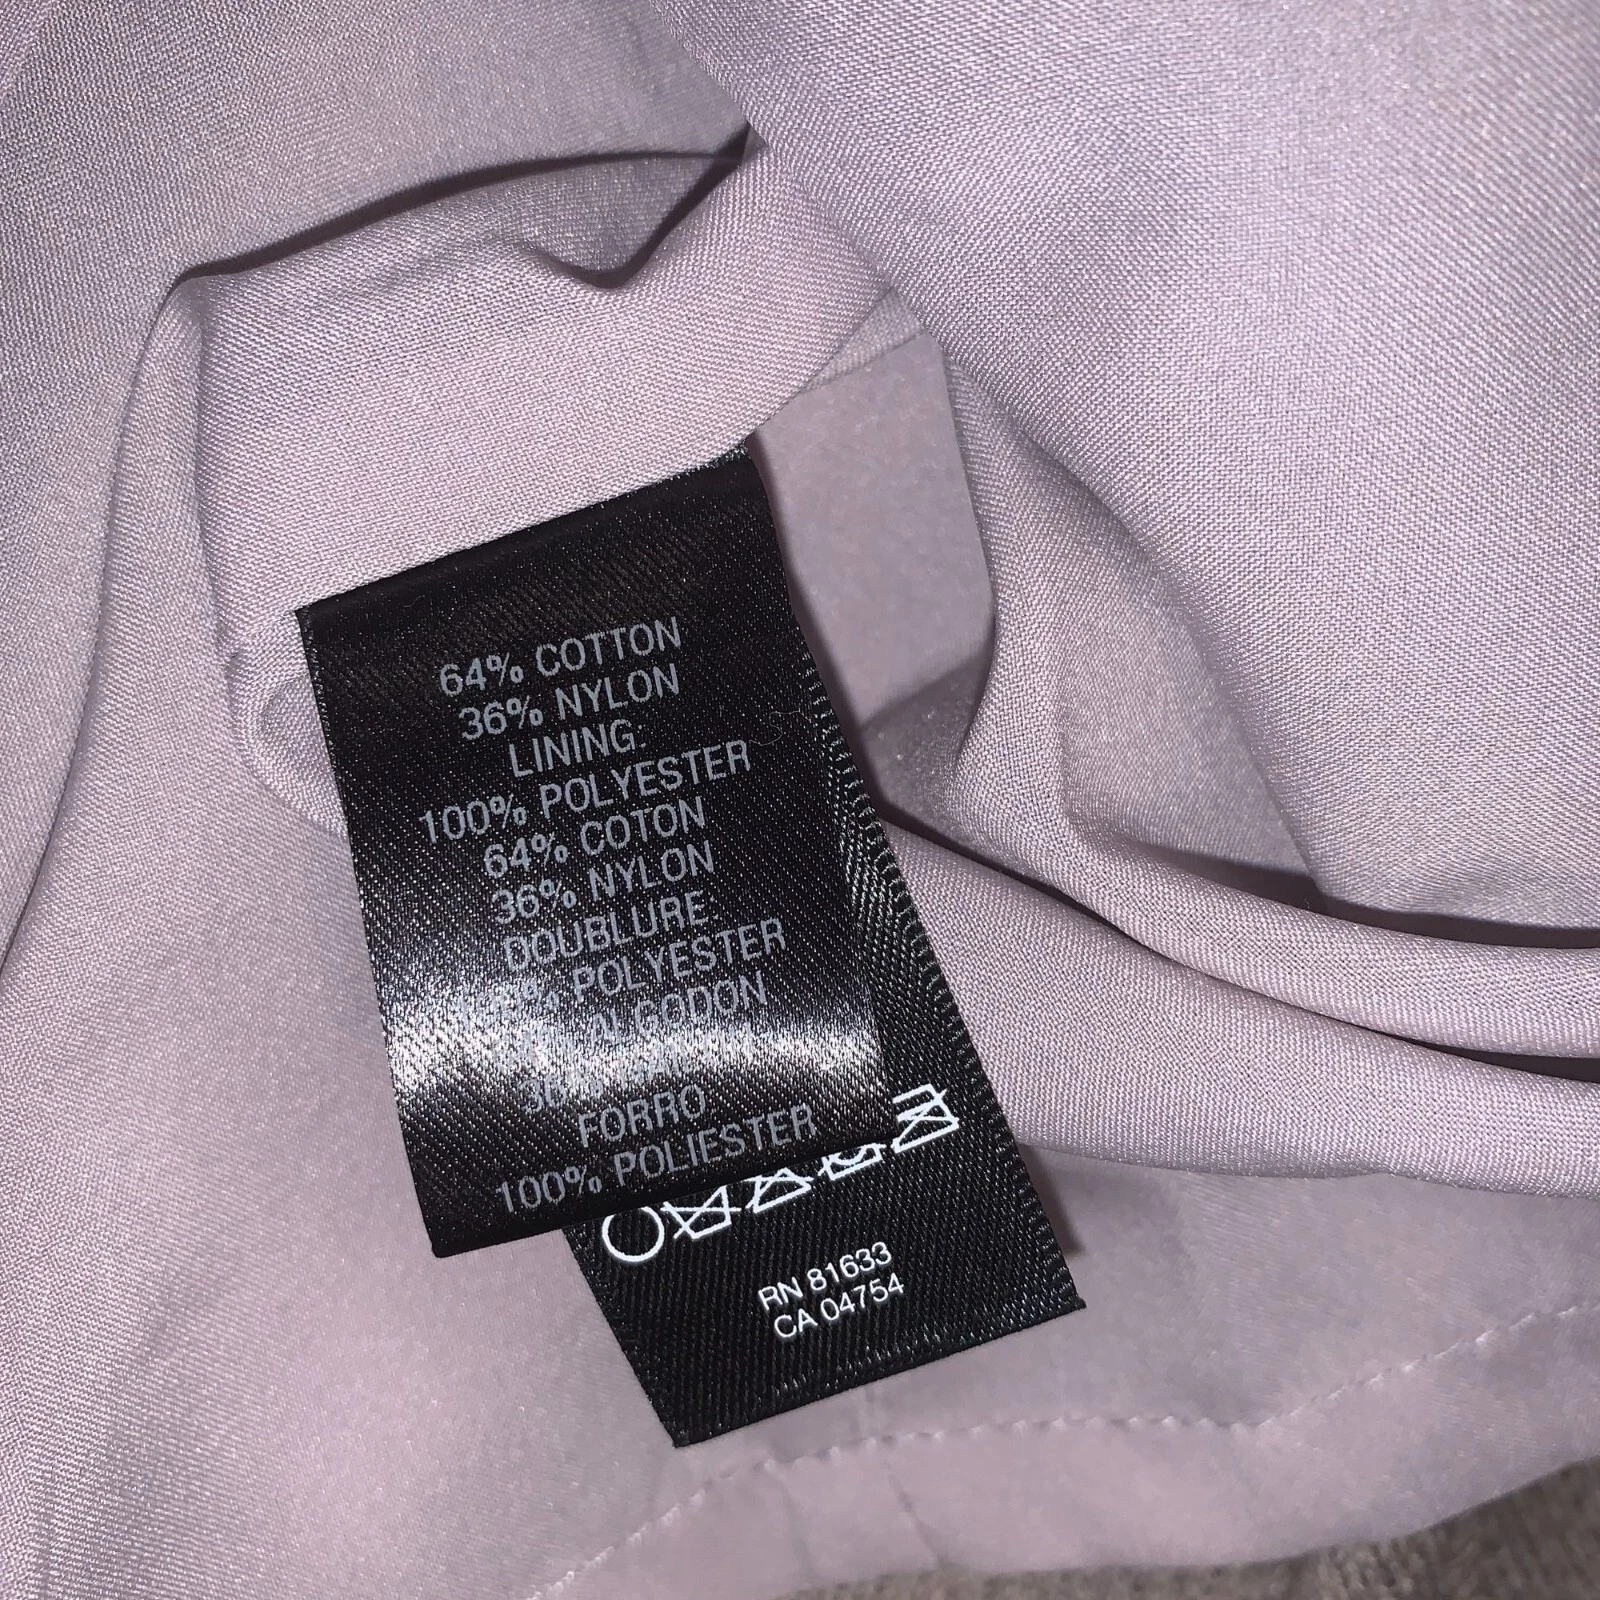 64% COTTON
36% NYLON
LINING:
100% POLYESTER
64% COTON
36% NYLON
DOUBLURE:
POLYESTER
ALGODON
FORRO
100% POLIESTER
RN 81633
CA 04754